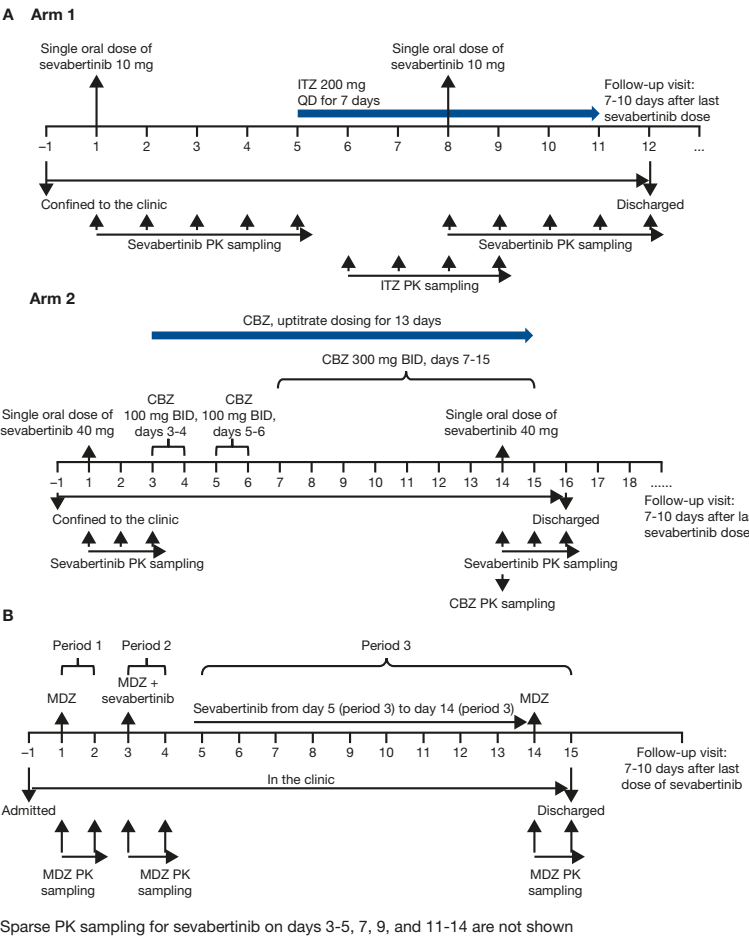 A Arm 1
Single oral dose of
sevabertinib 10 mg
Single oral dose of
sevabertinib 10 mg
ITZ 200 mg
QD for 7 days
Follow-up visit:
7-10 days after last
sevabertinib dose
–1 1 2 3 4 5 6 7 8 9 10 11 12 ...
Confined to the clinic
Discharged
Sevabertinib PK sampling
Sevabertinib PK sampling
ITZ PK sampling
Arm 2
CBZ, uptitrate dosing for 13 days
CBZ 300 mg BID, days 7-15
Single oral dose of
sevabertinib 40 mg
CBZ
100 mg BID,
days 3-4
CBZ
100 mg BID,
days 5-6
Single oral dose of
sevabertinib 40 mg
–1 1 2 3 4 5 6 7 8 9 10 11 12 13 14 15 16 17 18 ......
Follow-up visit:
7-10 days after la
sevabertinib dose
Confined to the clinic
Discharged
Sevabertinib PK sampling
Sevabertinib PK sampling
CBZ PK sampling
B
Period 1
Period 2
Period 3
MDZ
MDZ +
sevabertinib
Sevabertinib from day 5 (period 3) to day 14 (period 3)
MDZ
–1 1 2 3 4 5 6 7 8 9 10 11 12 13 14 15
Follow-up visit:
7-10 days after last
dose of sevabertinib
In the clinic
Admitted
Discharged
MDZ PK
sampling
MDZ PK
sampling
MDZ PK
sampling
Sparse PK sampling for sevabertinib on days 3-5, 7, 9, and 11-14 are not shown